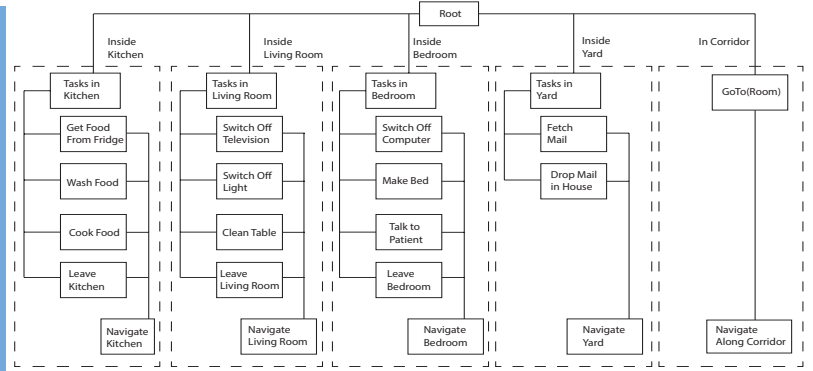 Root
Inside
Kitchen
Inside
Living Room
Inside
Bedroom
Inside
Yard
In Corridor
Tasks in
Kitchen
Get Food
From Fridge
Wash Food
Cook Food
Leave
Kitchen
Navigate
Kitchen
Tasks in
Living Room
Switch Off
Television
Switch Off
Light
Clean Table
Leave
Living Room
Navigate
Living Room
Tasks in
Bedroom
Switch Off
Computer
Make Bed
Talk to
Patient
Leave
Bedroom
Navigate
Bedroom
Tasks in
Yard
Fetch
Mail
Drop Mail
in House
Navigate
Yard
GoTo(Room)
Navigate
Along Corridor